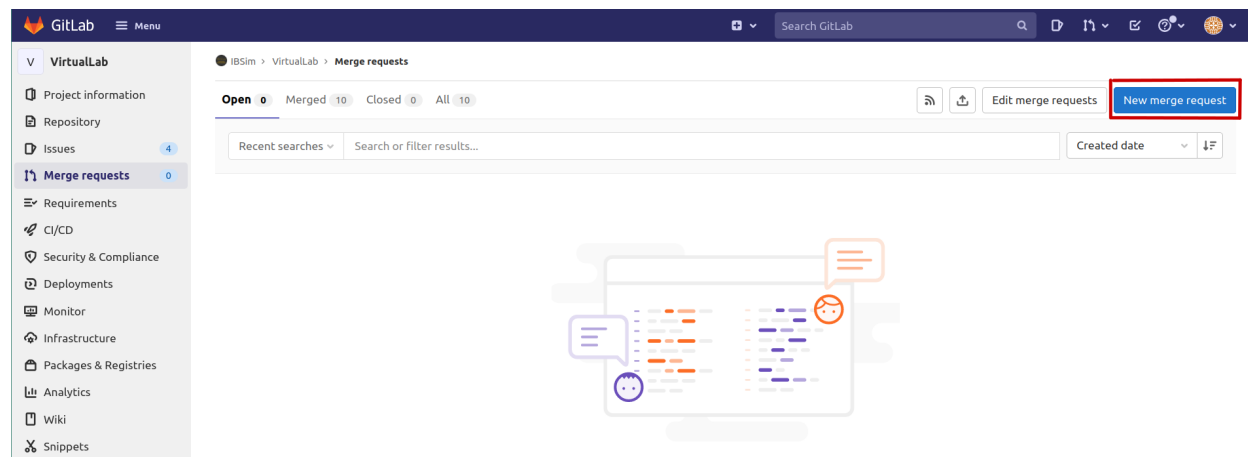 GitLab Menu Search GitLab
V VirtualLab
IBSim > VirtualLab > Merge requests
Open 0 Merged 10 Closed 0 All 10 Edit merge requests New merge request
Recent searches Search or filter results... Created date
Project information
Repository
Issues 4
Merge requests 0
Requirements
CI/CD
Security & Compliance
Deployments
Monitor
Infrastructure
Packages & Registries
Analytics
Wiki
Snippets